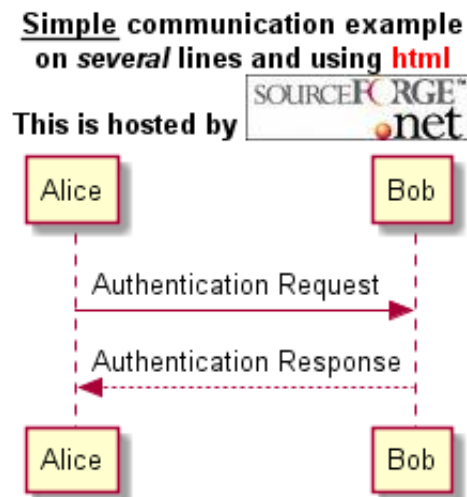 Simple communication example
on several lines and using html
This is hosted by SOURCEFORGE™
.net
Alice Bob
Authentication Request
Authentication Response
Alice Bob